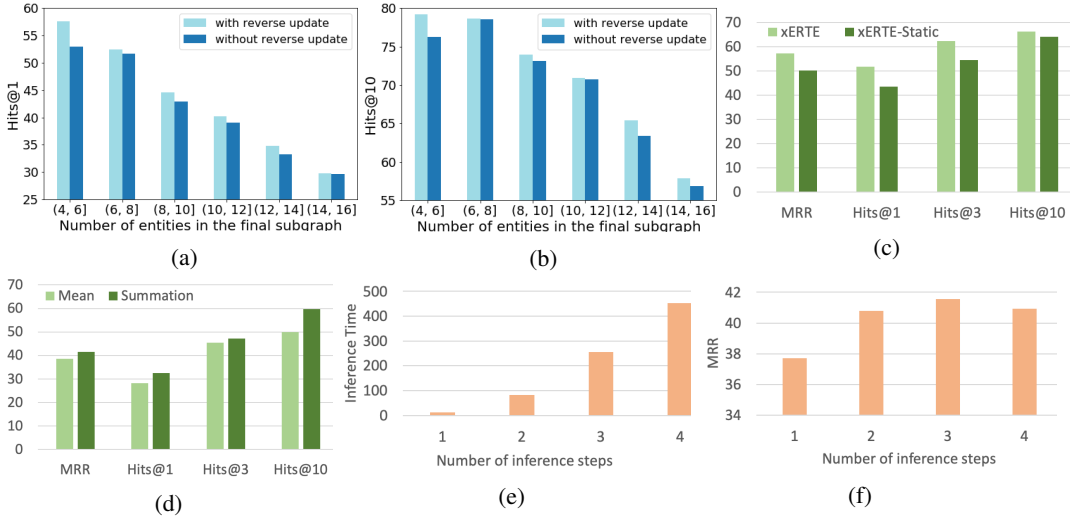 60
55
50
45
40
35
30
25
Hits@1
with reverse update
without reverse update
(4, 6] (6, 8] (8, 10] (10, 12] (12, 14] (14, 16]
Number of entities in the final subgraph
(a)
80
75
70
65
60
55
Hits@10
with reverse update
without reverse update
(4, 6] (6, 8] (8, 10] (10, 12] (12, 14] (14, 16]
Number of entities in the final subgraph
(b)
70
60
50
40
30
20
10
0
xERTE xERTE-Static
MRR Hits@1 Hits@3 Hits@10
(c)
70
60
50
40
30
20
10
0
Mean Summation
MRR Hits@1 Hits@3 Hits@10
(d)
500
400
300
200
100
0
Inference Time
1 2 3 4
Number of inference steps
(e)
42
40
38
36
34
MRR
1 2 3 4
Number of inference steps
(f)